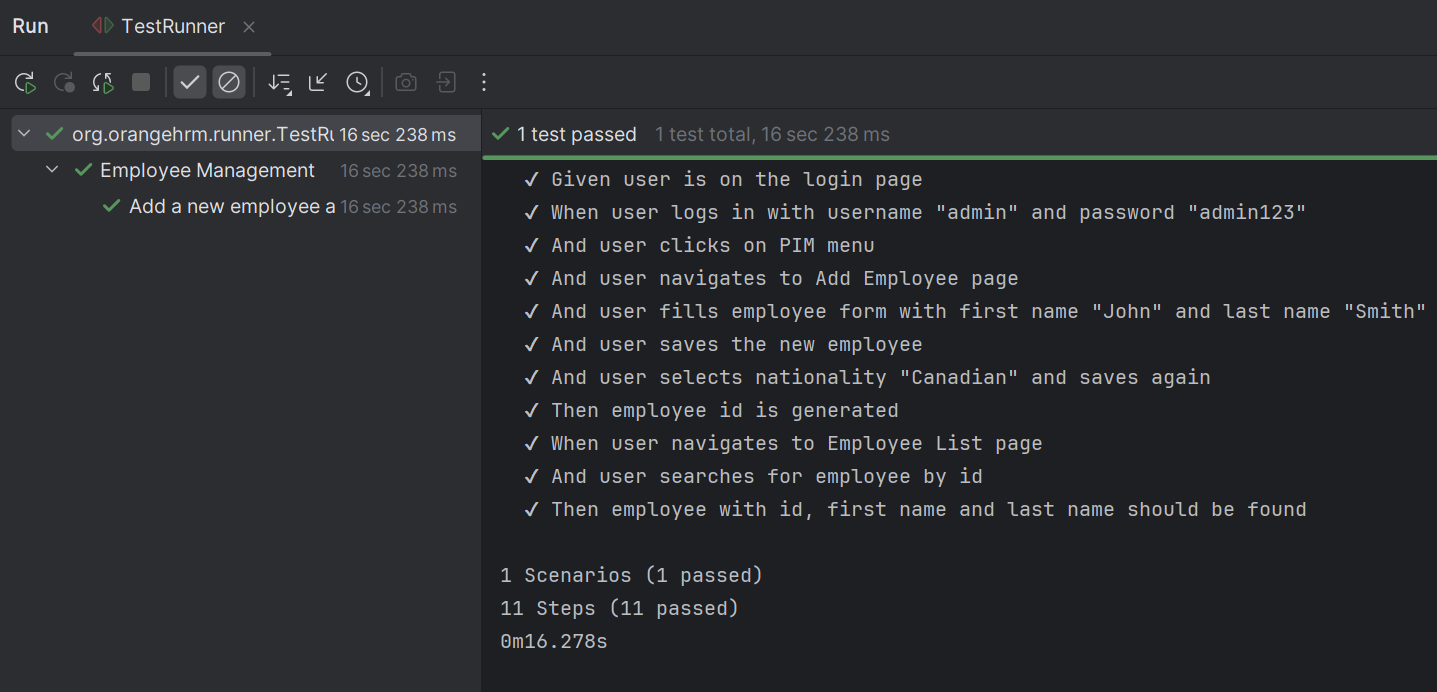 Run TestRunner
org.orangehrm.runner.TestRu 16 sec 238 ms
Employee Management 16 sec 238 ms
Add a new employee a 16 sec 238 ms
1 test passed 1 test total, 16 sec 238 ms
✓ Given user is on the login page
✓ When user logs in with username "admin" and password "admin123"
✓ And user clicks on PIM menu
✓ And user navigates to Add Employee page
✓ And user fills employee form with first name "John" and last name "Smith"
✓ And user saves the new employee
✓ And user selects nationality "Canadian" and saves again
✓ Then employee id is generated
✓ When user navigates to Employee List page
✓ And user searches for employee by id
✓ Then employee with id, first name and last name should be found
1 Scenarios (1 passed)
11 Steps (11 passed)
0m16.278s